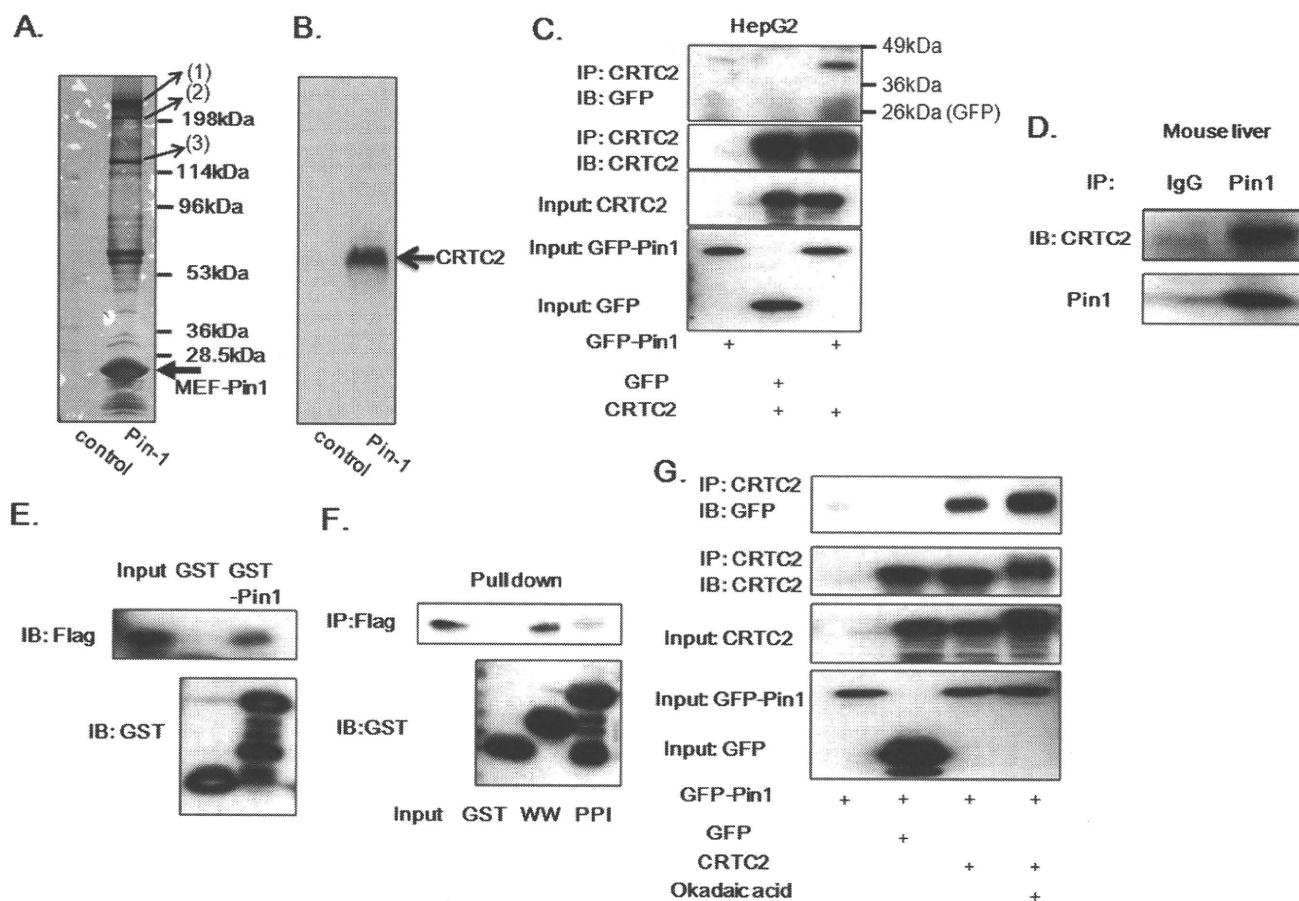 A.
(1)
(2)
198kDa
(3)
114kDa
96kDa
53kDa
36kDa
28.5kDa
MEF-Pin1
control
Pin-1
B.
CRTC2
control
Pin-1
C.
HepG2
IP: CRTC2
IB: GFP
49kDa
36kDa
26kDa (GFP)
IP: CRTC2
IB: CRTC2
Input: CRTC2
Input: GFP-Pin1
Input: GFP
GFP-Pin1 + +
GFP +
CRTC2 + +
D.
Mouse liver
IP: IgG Pin1
IB: CRTC2
Pin1
E.
Input GST GST
-Pin1
IB: Flag
IB: GST
F.
Pull down
IP:Flag
IB:GST
Input GST WW PPI
G.
IP: CRTC2
IB: GFP
IP: CRTC2
IB: CRTC2
Input: CRTC2
Input: GFP-Pin1
Input: GFP
GFP-Pin1 + + + +
GFP +
CRTC2 + +
Okadaic acid +